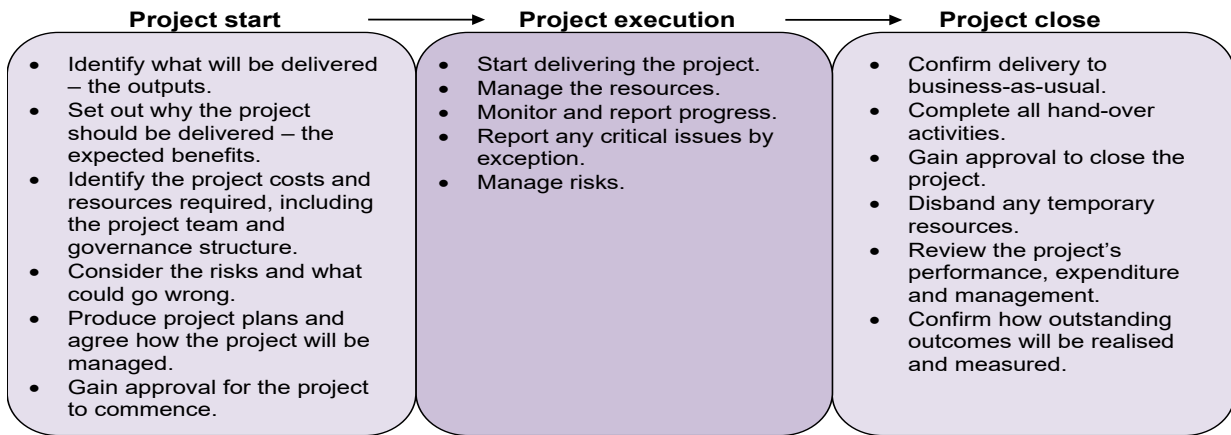 Project start
• Identify what will be delivered
– the outputs.
• Set out why the project
should be delivered – the
expected benefits.
• Identify the project costs and
resources required, including
the project team and
governance structure.
• Consider the risks and what
could go wrong.
• Produce project plans and
agree how the project will be
managed.
• Gain approval for the project
to commence.
Project execution
• Start delivering the project.
• Manage the resources.
• Monitor and report progress.
• Report any critical issues by
exception.
• Manage risks.
Project close
• Confirm delivery to
business-as-usual.
• Complete all hand-over
activities.
• Gain approval to close the
project.
• Disband any temporary
resources.
• Review the project’s
performance, expenditure
and management.
• Confirm how outstanding
outcomes will be realised
and measured.